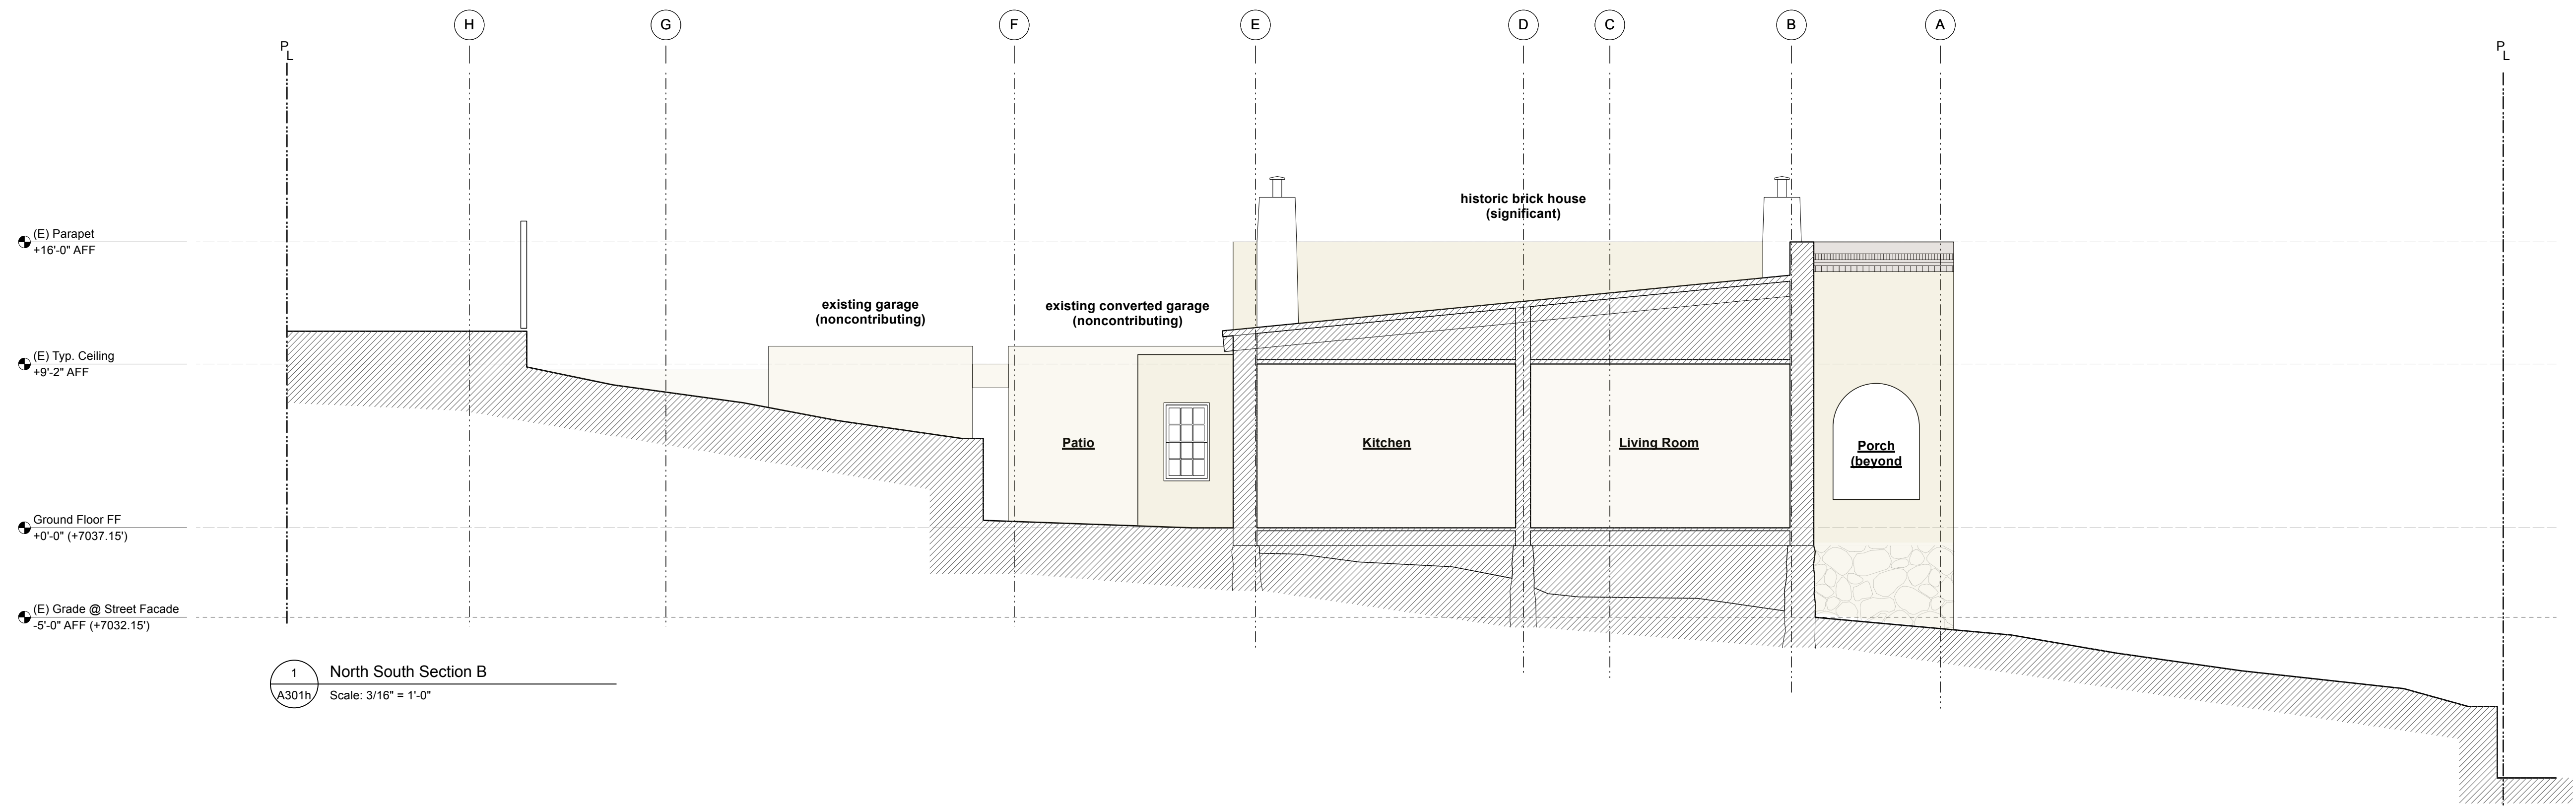 H
G
F
E
D
C
B
A
PL
PL
historic brick house
(significant)
(E) Parapet
+16'-0" AFF
existing garage
(noncontributing)
existing converted garage
(noncontributing)
(E) Typ. Ceiling
+9'-2" AFF
Patio
Kitchen
Living Room
Porch
(beyond
Ground Floor FF
+0'-0" (+7037.15')
(E) Grade @ Street Facade
-5'-0" AFF (+7032.15')
1
A301h
North South Section B
Scale: 3/16" = 1'-0"